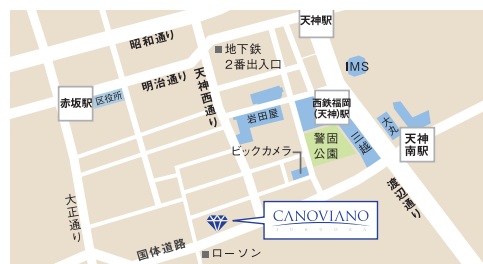 天神駅
昭和通り
地下鉄
2番出入口
IMS
明治通り
天神西通り
赤坂駅
区役所
西鉄福岡
(天神)駅
岩田屋
大丸
三越
天神
南駅
警固
公園
ビックカメラ
大正通り
渡辺通り
CANOVIANO
国体道路
ローソン